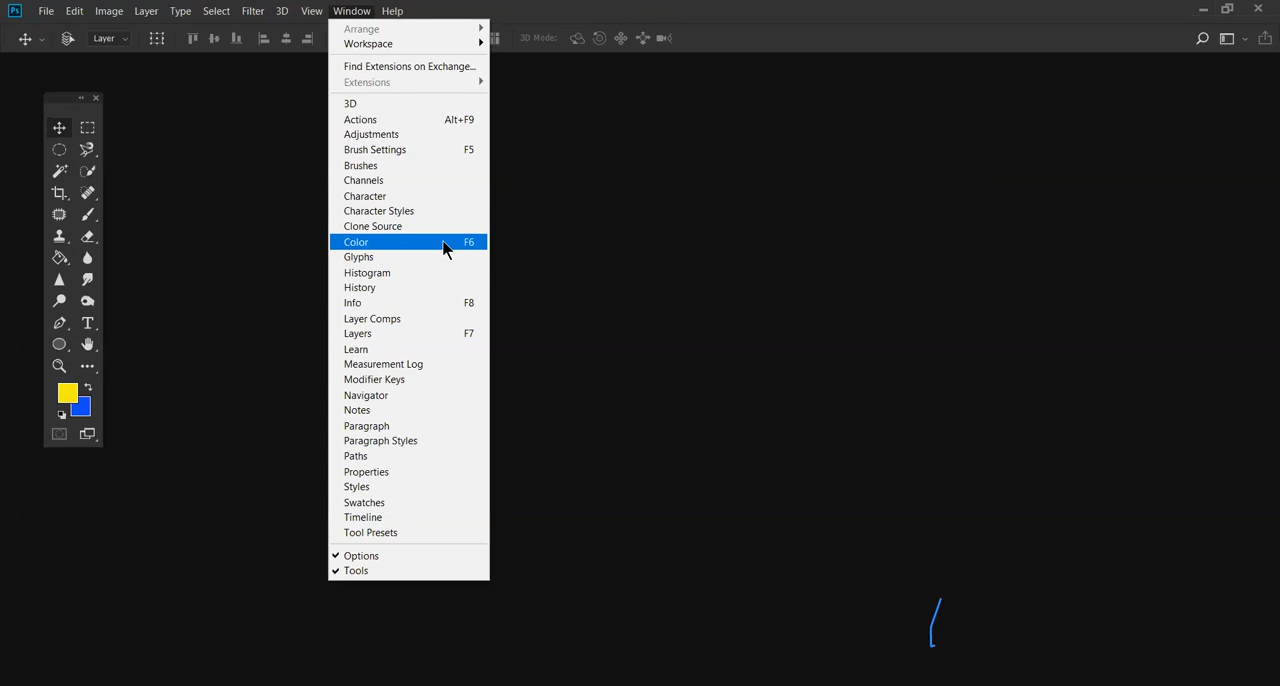 Ps File Edit Image Layer Type Select Filter 3D View Window Help
Layer 3D Mode:
Arrange
Workspace
Find Extensions on Exchange...
Extensions
3D
Actions Alt+F9
Adjustments
Brush Settings F5
Brushes
Channels
Character
Character Styles
Clone Source
Color F6
Glyphs
Histogram
History
Info F8
Layer Comps
Layers F7
Learn
Measurement Log
Modifier Keys
Navigator
Notes
Paragraph
Paragraph Styles
Paths
Properties
Styles
Swatches
Timeline
Tool Presets
Options
Tools